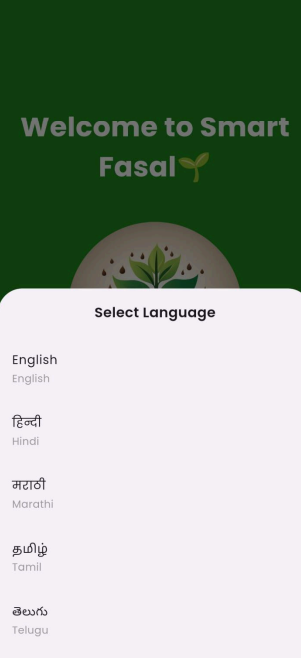 Welcome to Smart
Fasal🌱
Select Language
English
English
हिन्दी
Hindi
मराठी
Marathi
தமிழ்
Tamil
తెలుగు
Telugu